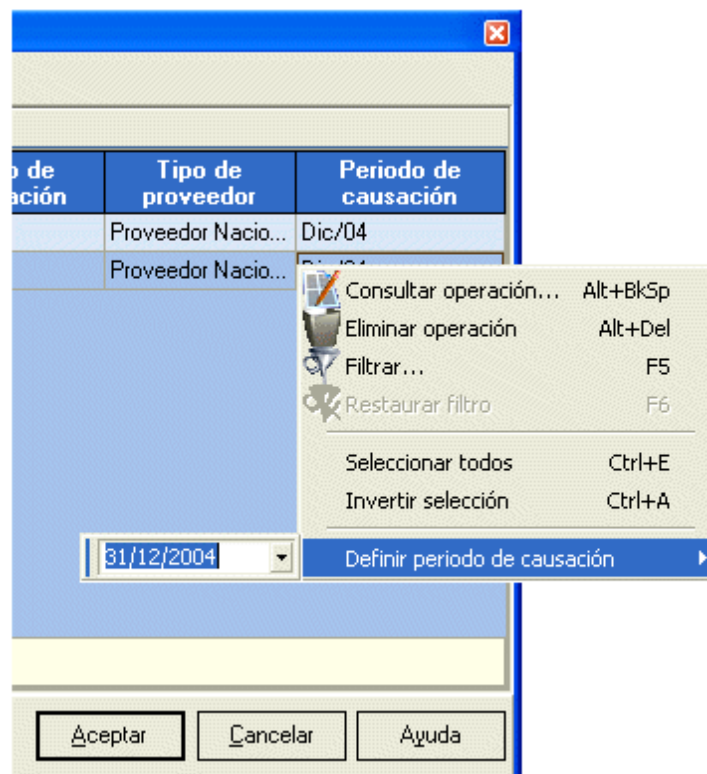 o de Tipo de Periodo de
ación proveedor causación
Proveedor Nacio... Dic/04
Proveedor Nacio...
Consultar operación... Alt+BkSp
Eliminar operación Alt+Del
Filtrar... F5
Restaurar filtro F6
Seleccionar todos Ctrl+E
Invertir selección Ctrl+A
31/12/2004 Definir periodo de causación
Aceptar Cancelar Ayuda